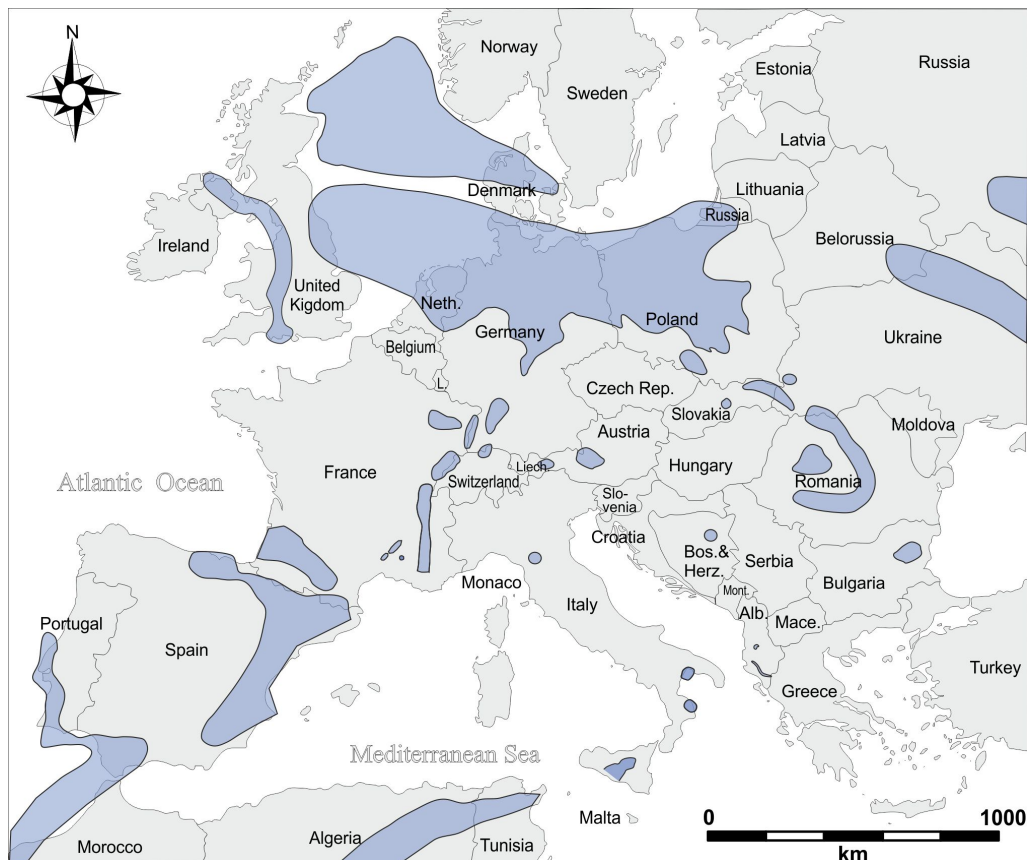 N
Norway
Sweden
Estonia
Russia
Latvia
Denmark
Lithuania
Russia
Ireland
Belorussia
United
Kigdom
Neth.
Germany
Poland
Ukraine
Belgium
L.
Czech Rep.
Slovakia
Moldova
Austria
France
Liech.
Switzerland
Hungary
Romania
Atlantic Ocean
Slo-
venia
Croatia
Bos.&
Herz.
Serbia
Bulgaria
Monaco
Italy
Mont.
Alb.
Mace.
Portugal
Spain
Turkey
Greece
Mediterranean Sea
Malta
0
1000
km
Morocco
Algeria
Tunisia